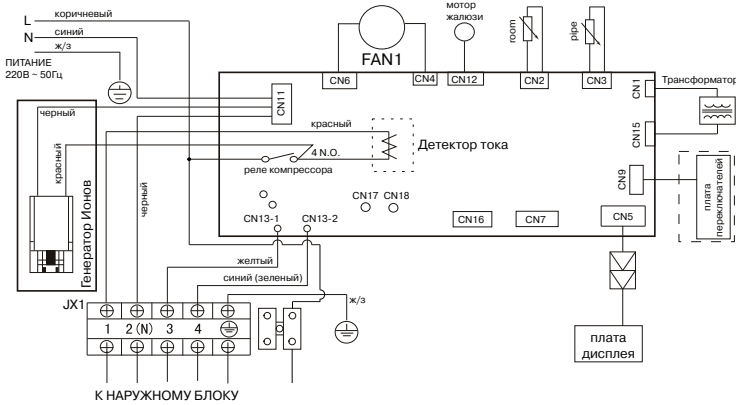 L
коричневый
N
синий
ж/з
ПИТАНИЕ
220В ~ 50Гц
FAN1
мотор
жалюзи
room
pipe
CN6
CN4
CN12
CN2
CN3
CN1
Трансформатор
CN11
CN15
черный
красный
красный
Детектор тока
4 N.O.
реле компрессора
CN9
плата
переключателей
черный
Генератор Ионов
CN17
CN18
CN13-1
CN13-2
CN16
CN7
CN5
желтый
синий (зеленый)
ж/з
JX1
1
2 (N)
3
4
плата
дисплея
К НАРУЖНОМУ БЛОКУ